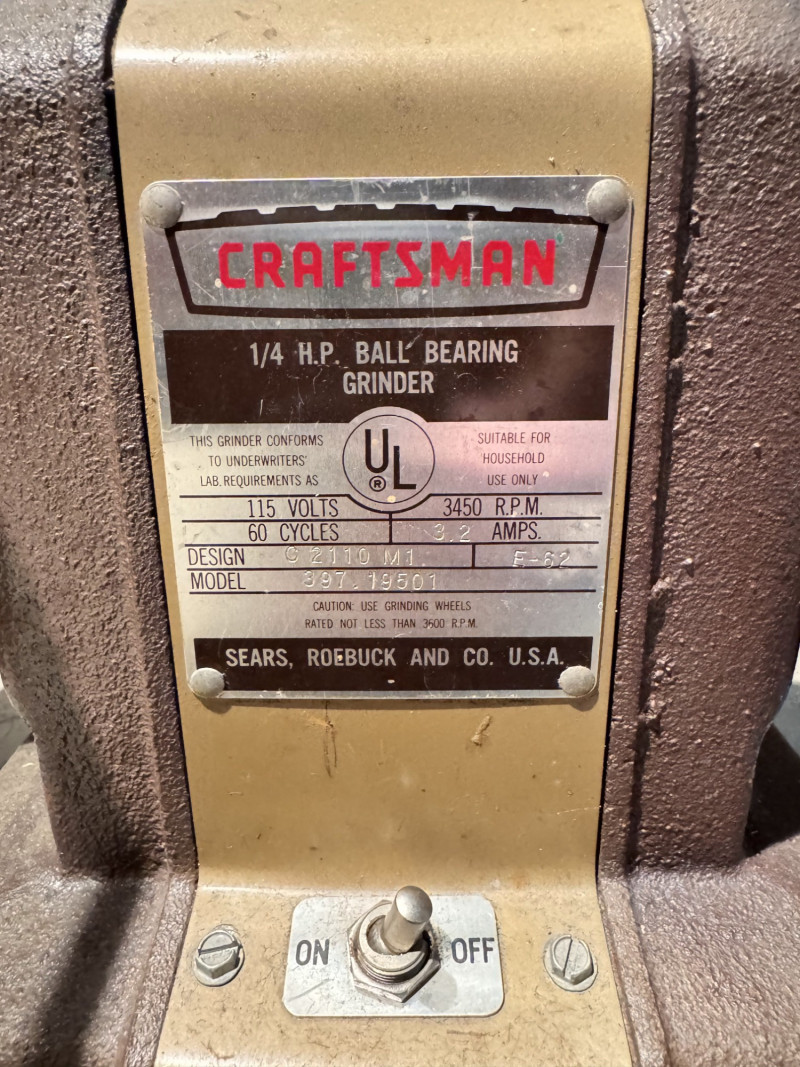 CRAFTSMAN
1/4 H.P. BALL BEARING
GRINDER
THIS GRINDER CONFORMS
TO UNDERWRITERS'
LAB. REQUIREMENTS AS
UL
®
SUITABLE FOR
HOUSEHOLD
USE ONLY
115 VOLTS 3450 R.P.M.
60 CYCLES 3.2 AMPS.
DESIGN C 2110 M1 E-62
MODEL 397.19501
CAUTION: USE GRINDING WHEELS
RATED NOT LESS THAN 3600 R.P.M.
SEARS, ROEBUCK AND CO. U.S.A.
ON OFF